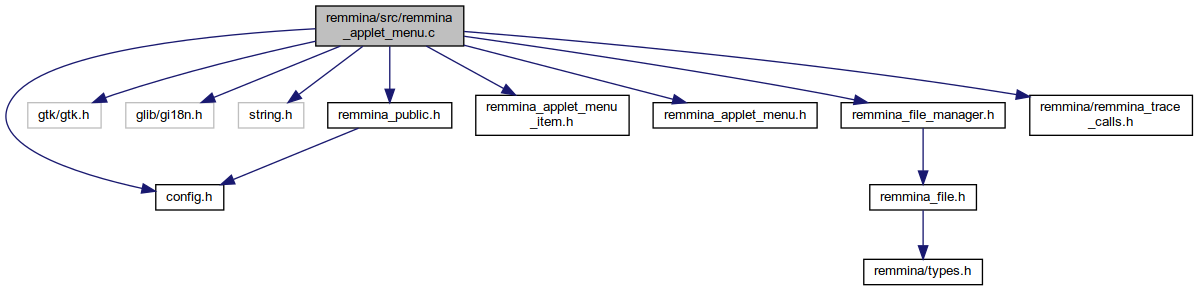 remmina/src/remmina
_applet_menu.c
gtk/gtk.h
glib/gi18n.h
string.h
remmina_public.h
remmina_applet_menu
_item.h
remmina_applet_menu.h
remmina_file_manager.h
remmina/remmina_trace
_calls.h
config.h
remmina_file.h
remmina/types.h